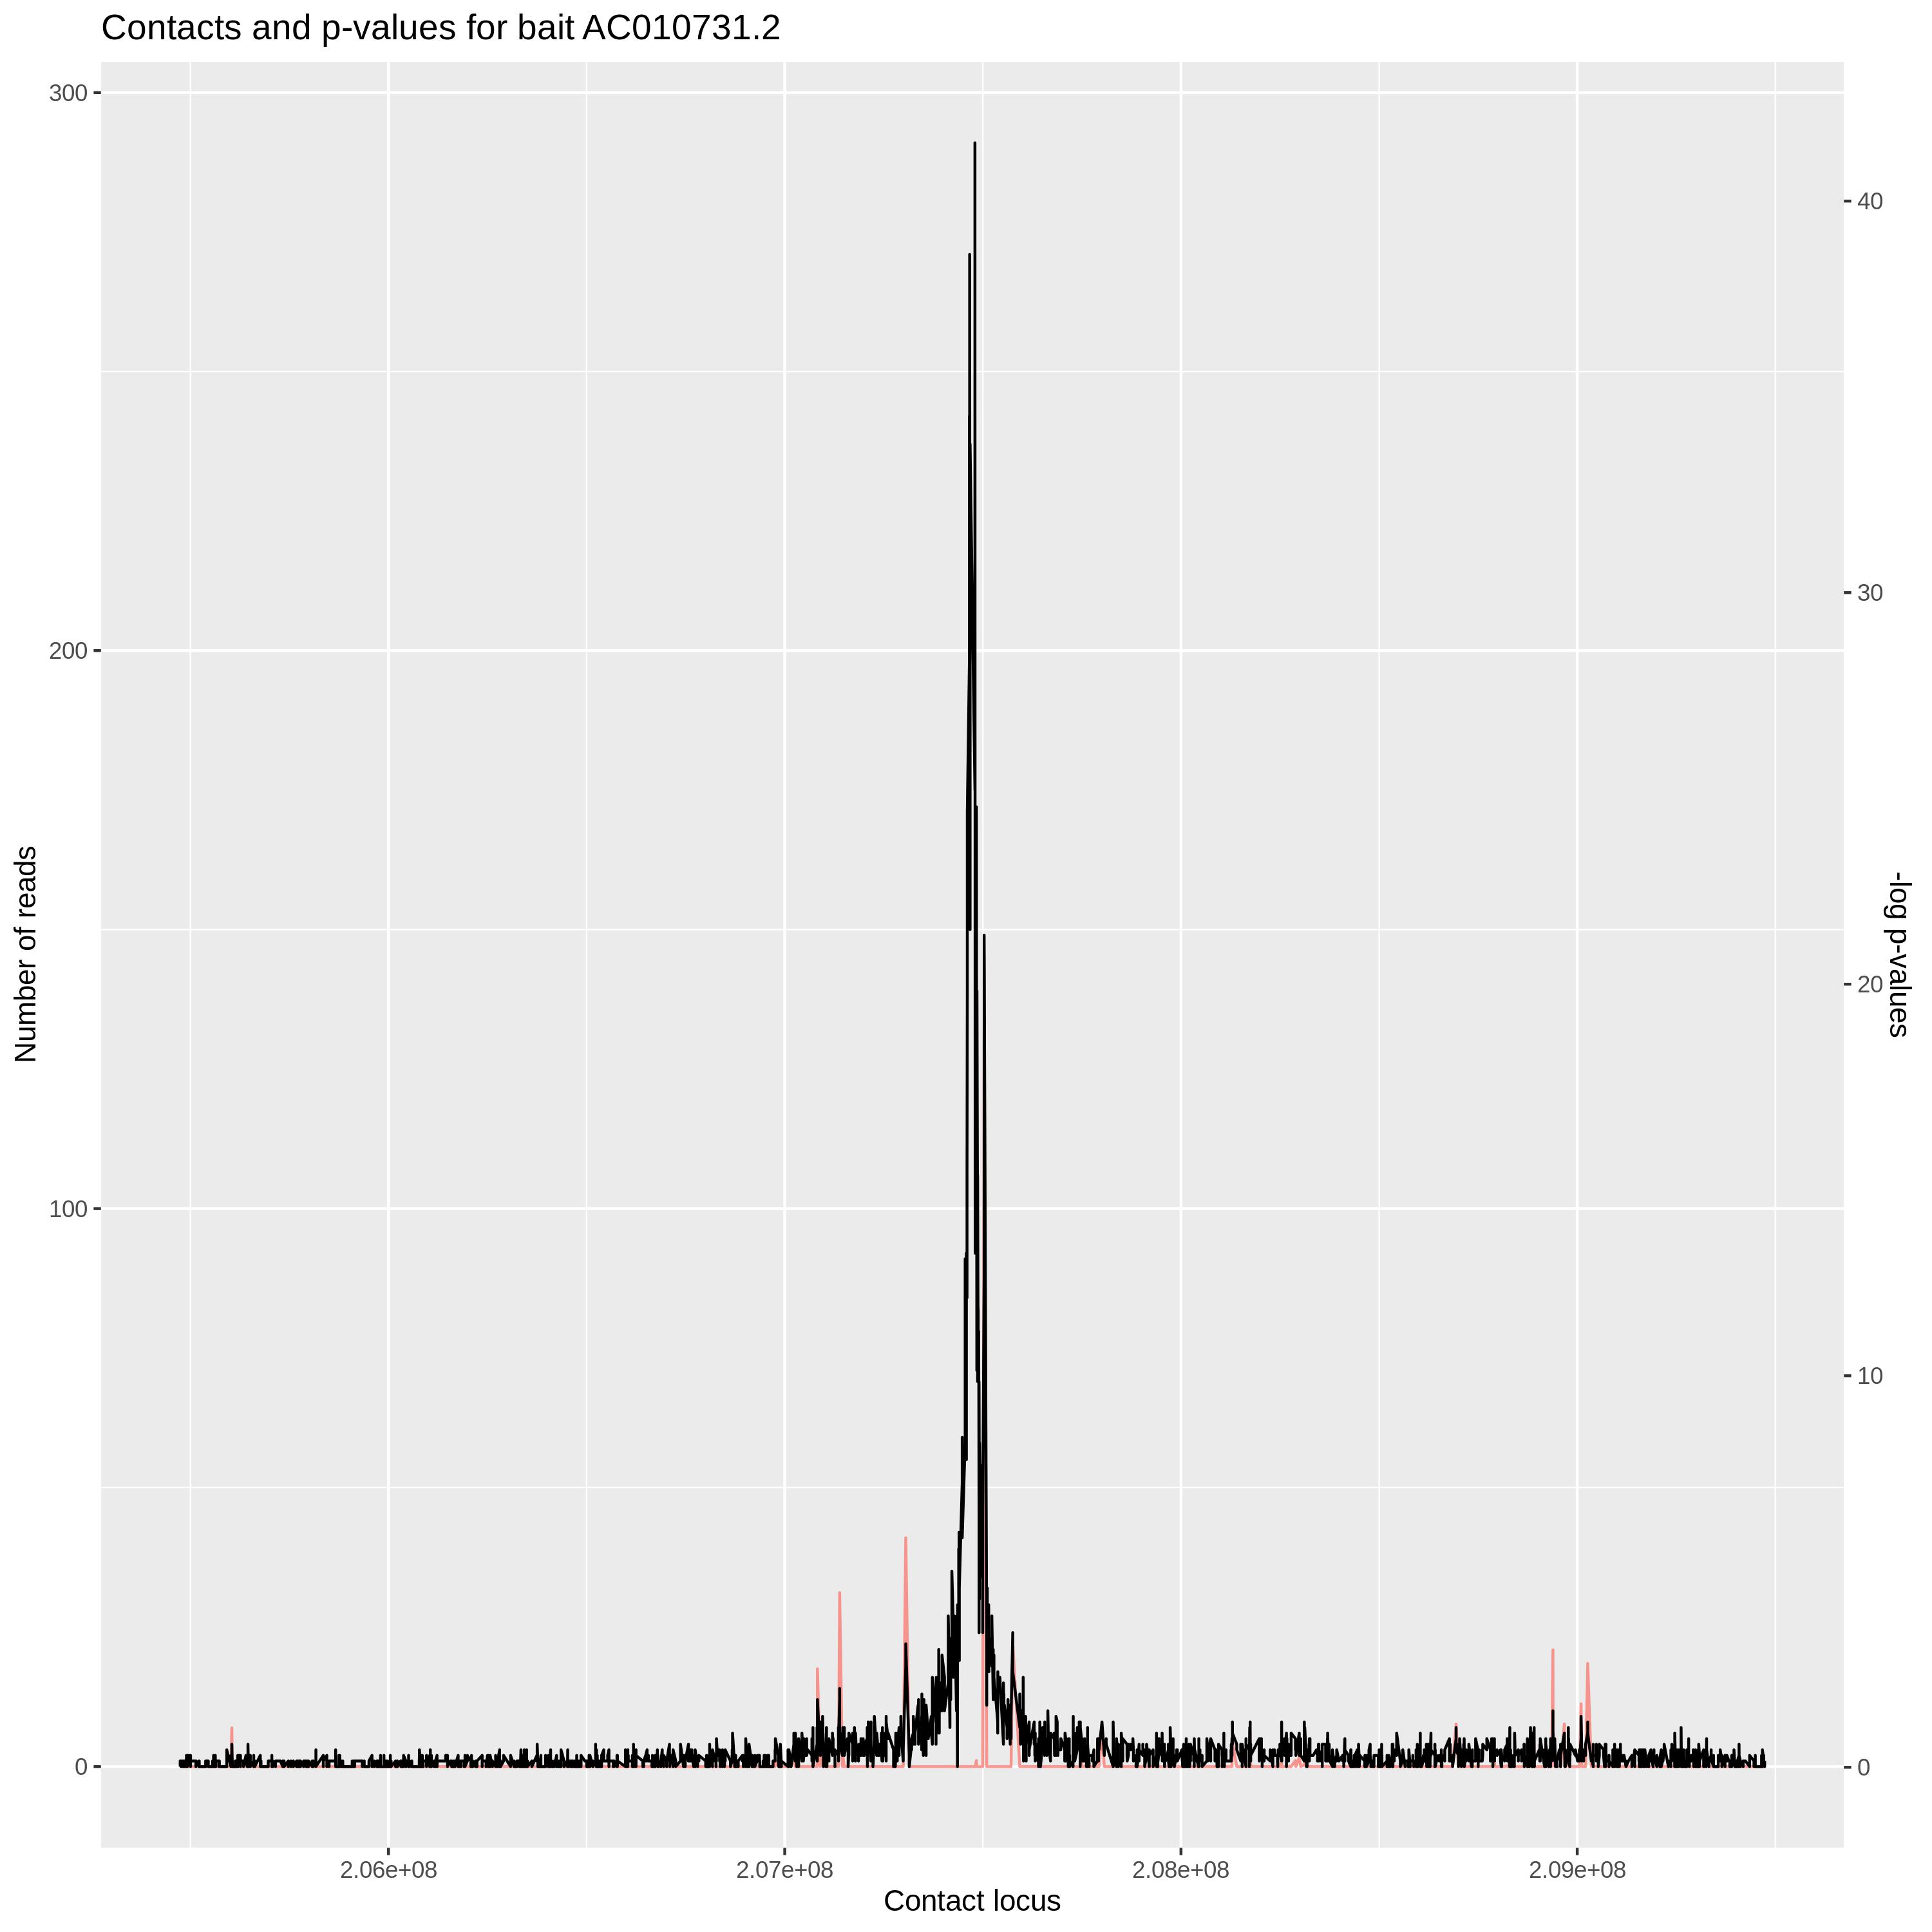 Contacts and p-values for bait AC010731.2
300
200
100
0
Number of reads
40
30
20
10
0
-log p-values
2.06e+08
2.07e+08
2.08e+08
2.09e+08
Contact locus